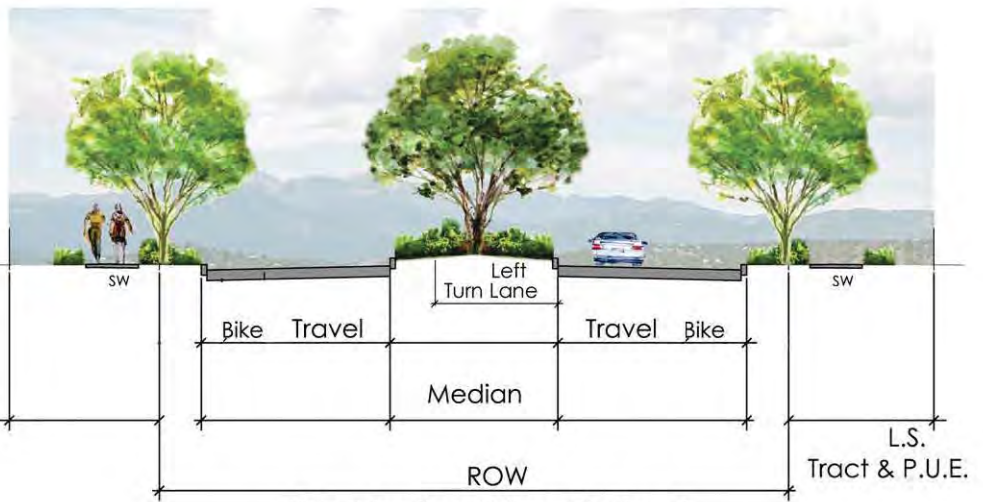 SW
Left
Turn Lane
SW
Bike Travel
Travel Bike
Median
L.S.
Tract & P.U.E.
ROW